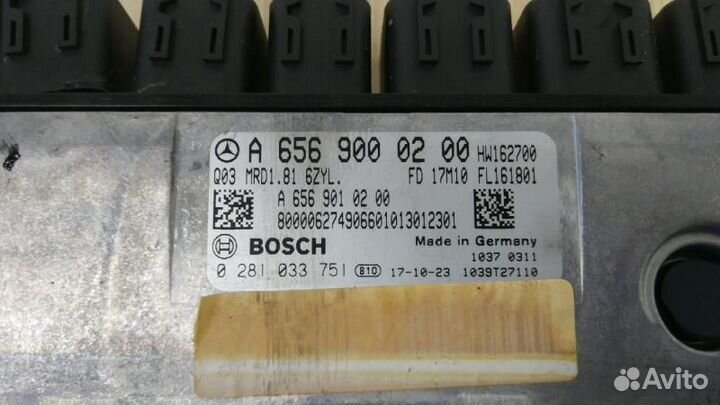 A 656 900 02 00 HW162700
Q03 MRD1.81 6ZYL. FD 17M10 FL161801
A 656 901 02 00
80000627490660101301​2301
BOSCH Made in Germany
1037 0311
0 281 033 751 810 17-10-23 1039T27110
Avito